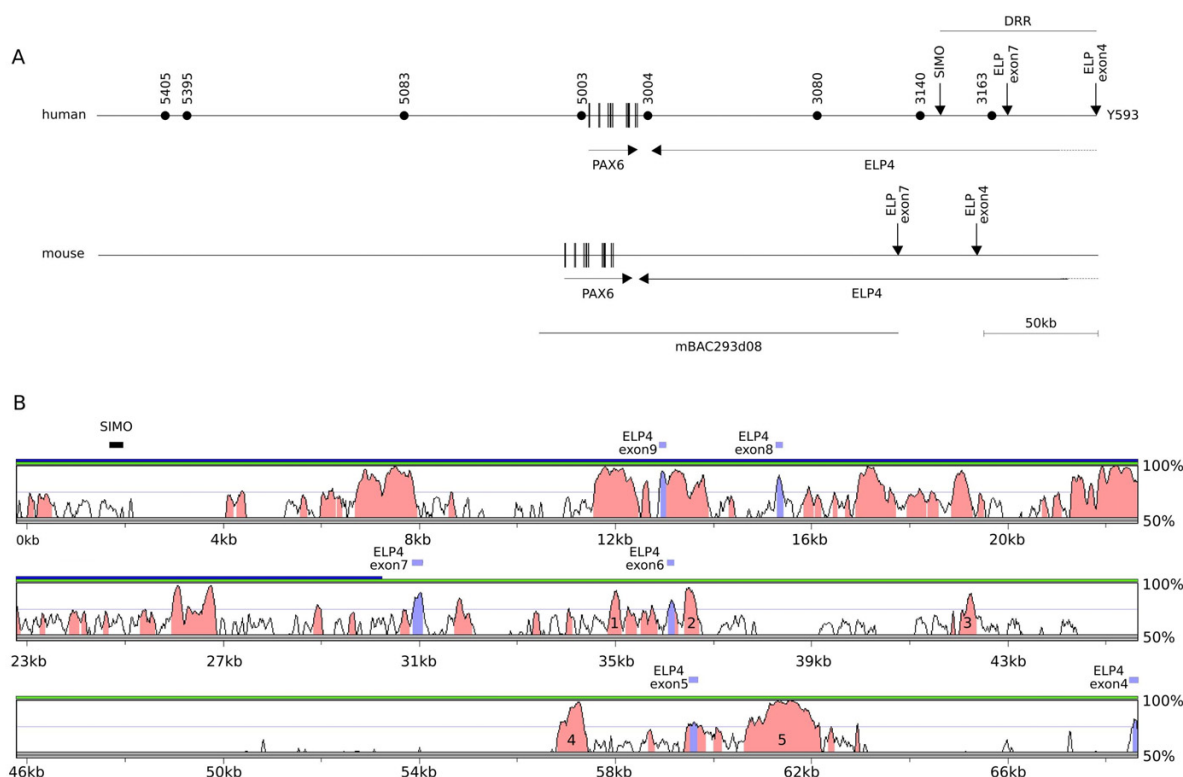 A
DRR
5405
5395
5083
5003
3004
3080
3140
SIMO
3163
ELP
exon7
ELP
exon4
human
Y593
PAX6
ELP4
ELP
exon7
ELP
exon4
mouse
PAX6
ELP4
50kb
mBAC293d08
B
SIMO
ELP4
exon9
ELP4
exon8
100%
50%
0kb
4kb
8kb
12kb
16kb
20kb
ELP4
exon7
ELP4
exon6
100%
1
2
3
50%
23kb
27kb
31kb
35kb
39kb
43kb
ELP4
exon5
ELP4
exon4
100%
4
5
50%
46kb
50kb
54kb
58kb
62kb
66kb